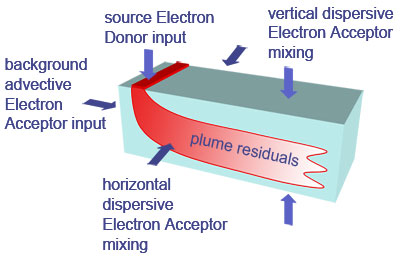 source Electron
Donor input
vertical dispersive
Electron Acceptor
mixing
background
advective
Electron
Acceptor input
plume residuals
horizontal
dispersive
Electron Acceptor
mixing